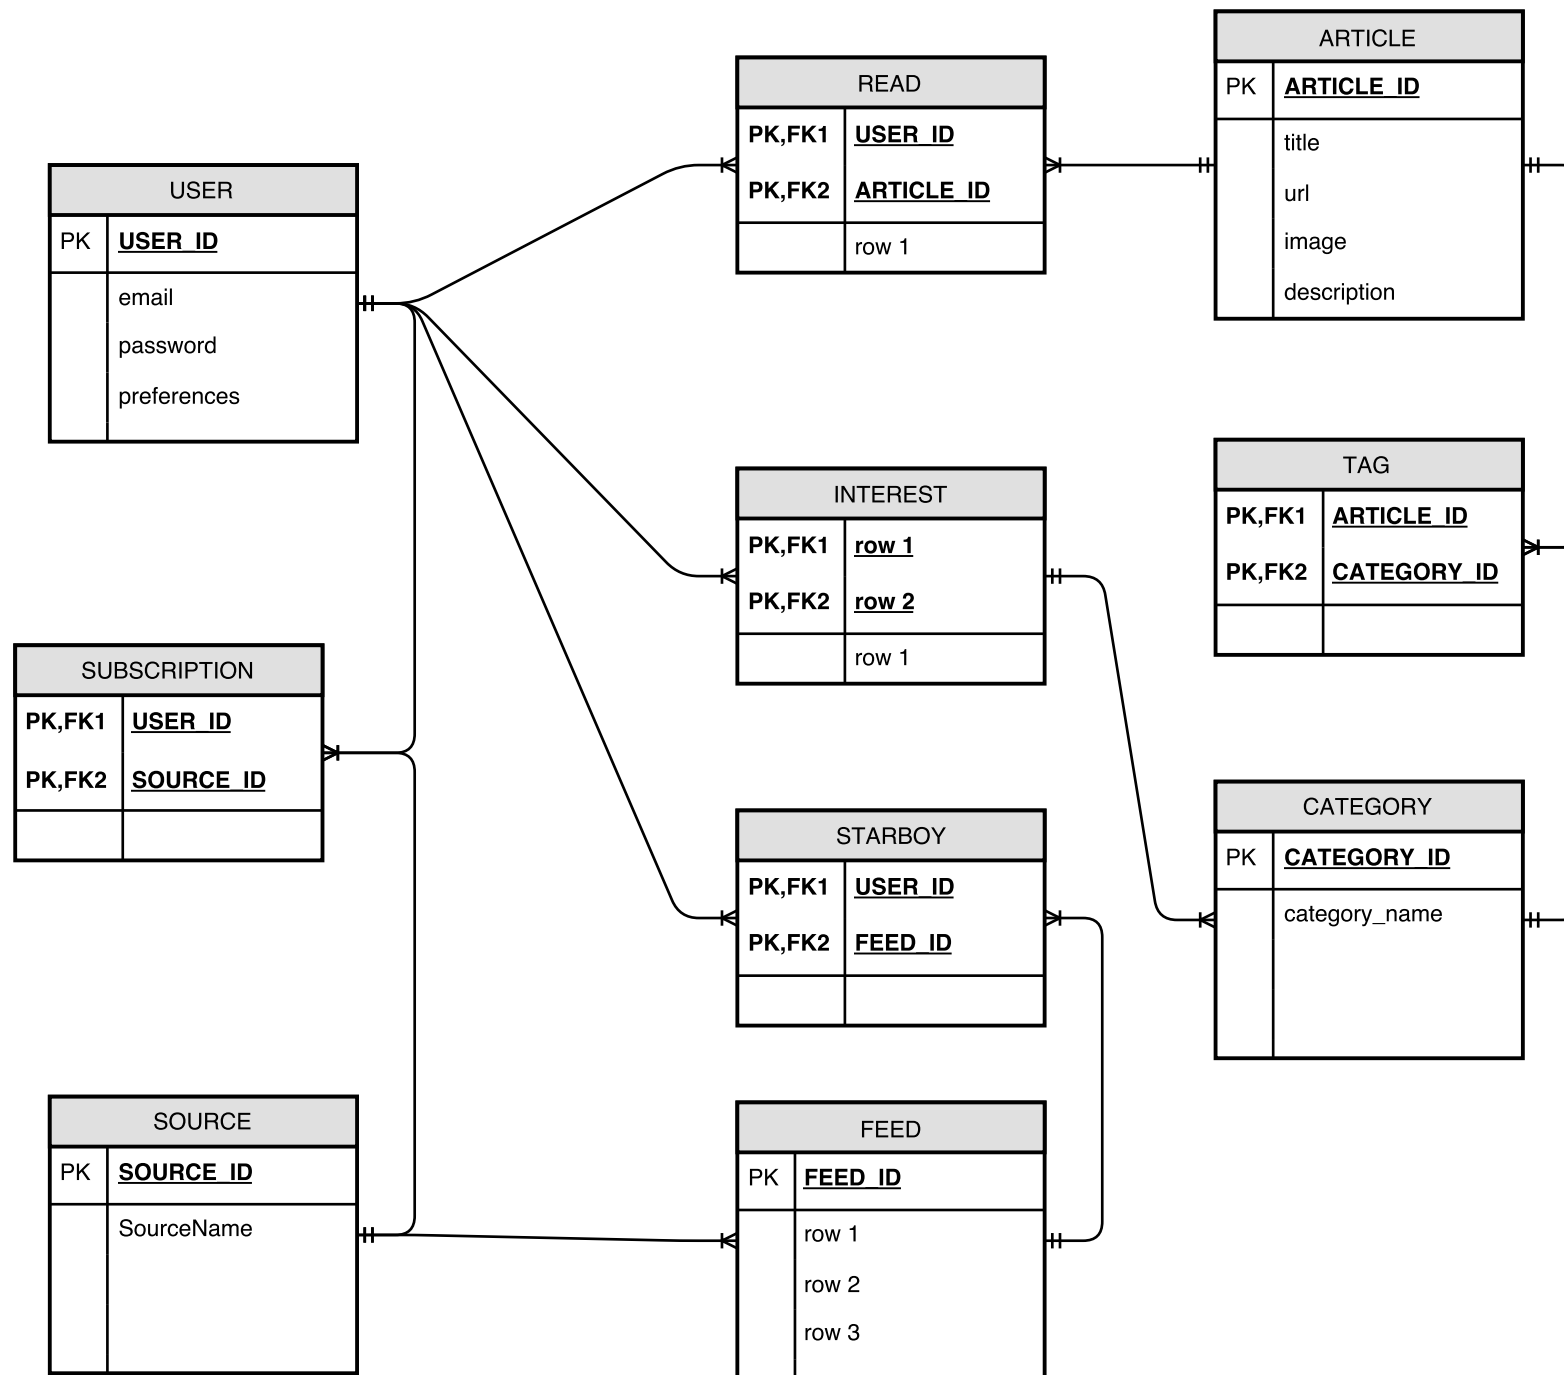 USER
PK USER_ID
email
password
preferences
READ
PK,FK1 USER_ID
PK,FK2 ARTICLE_ID
row 1
ARTICLE
PK ARTICLE_ID
title
url
image
description
INTEREST
PK,FK1 row 1
PK,FK2 row 2
row 1
TAG
PK,FK1 ARTICLE_ID
PK,FK2 CATEGORY_ID
SUBSCRIPTION
PK,FK1 USER_ID
PK,FK2 SOURCE_ID
STARBOY
PK,FK1 USER_ID
PK,FK2 FEED_ID
CATEGORY
PK CATEGORY_ID
category_name
SOURCE
PK SOURCE_ID
SourceName
FEED
PK FEED_ID
row 1
row 2
row 3